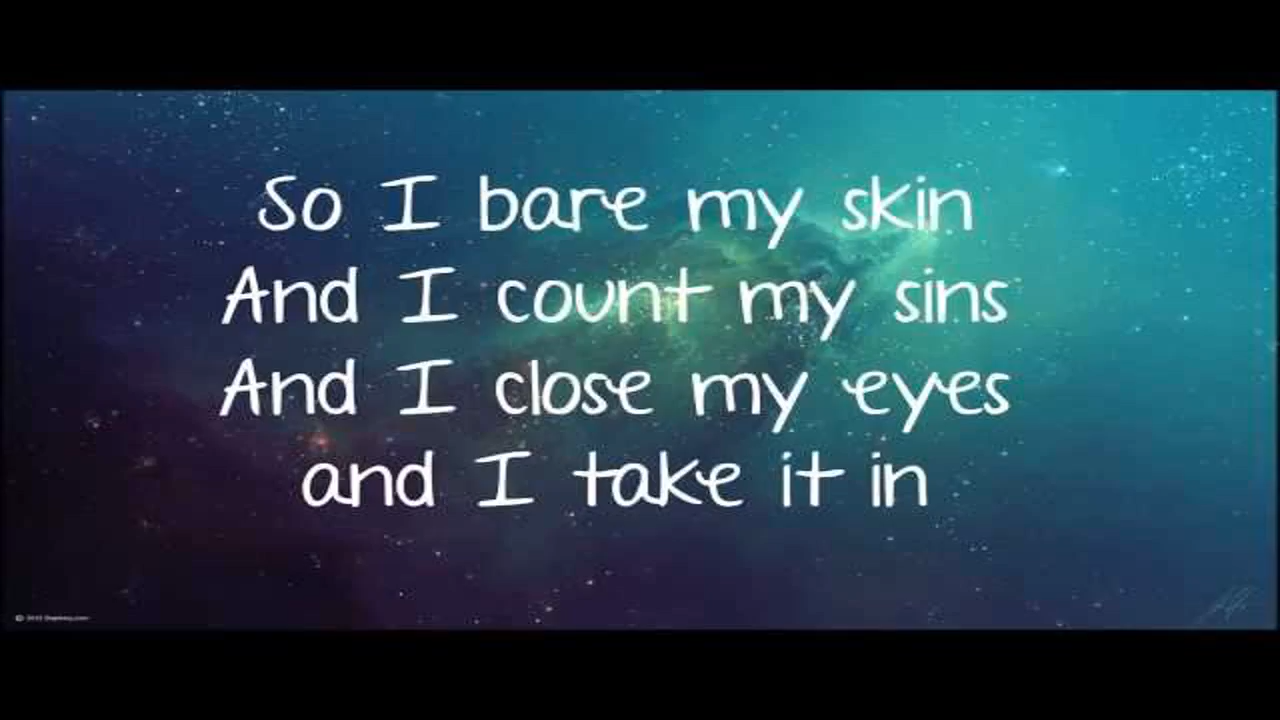 So I bare my skin
And I count my sins
And I close my eyes
and I take it in